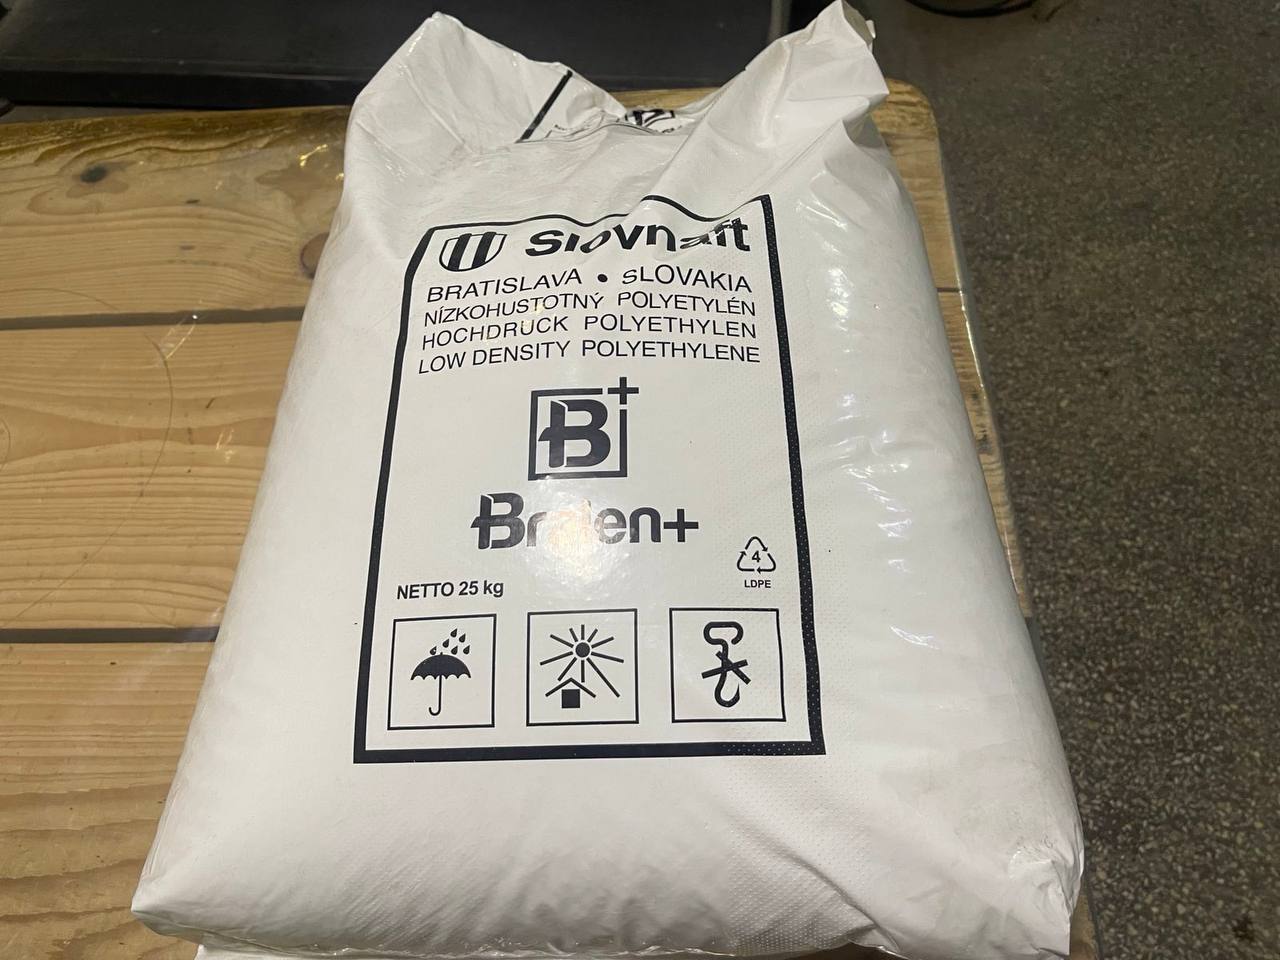 Slovnaft
BRATISLAVA • SLOVAKIA
NÍZKOHUSTOTNÝ POLYETYLÉN
HOCHDRUCK POLYETHYLEN
LOW DENSITY POLYETHYLENE
B+
Bralen+
4
LDPE
NETTO 25 kg